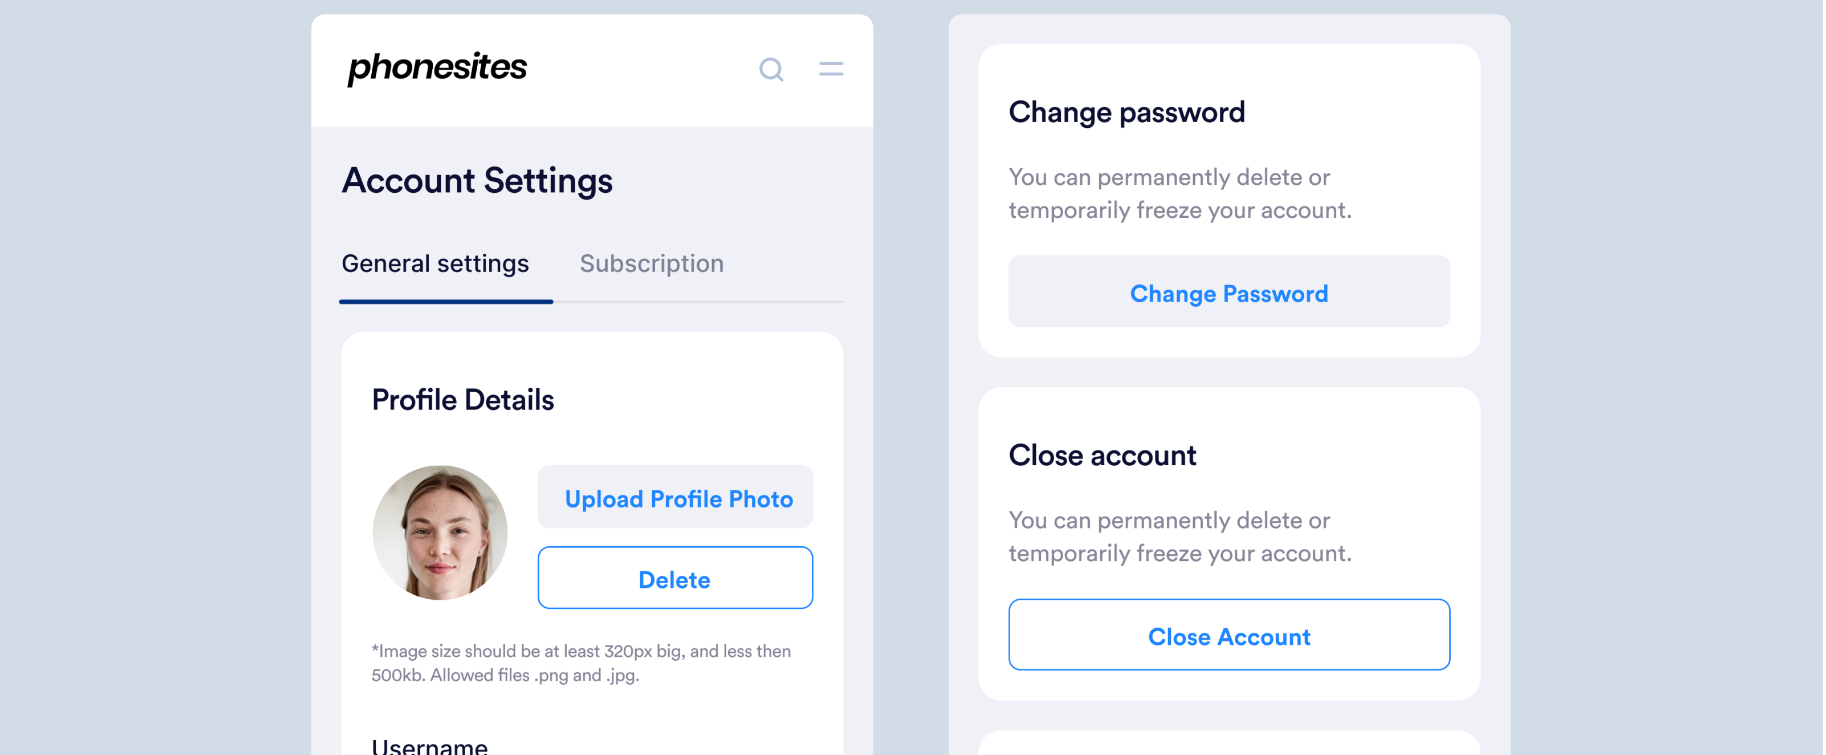 phonesites
Account Settings
General settings
Subscription
Profile Details
Upload Profile Photo
Delete
*Image size should be at least 320px big, and less then
500kb. Allowed files .png and .jpg.
Username
Change password
You can permanently delete or
temporarily freeze your account.
Change Password
Close account
You can permanently delete or
temporarily freeze your account.
Close Account